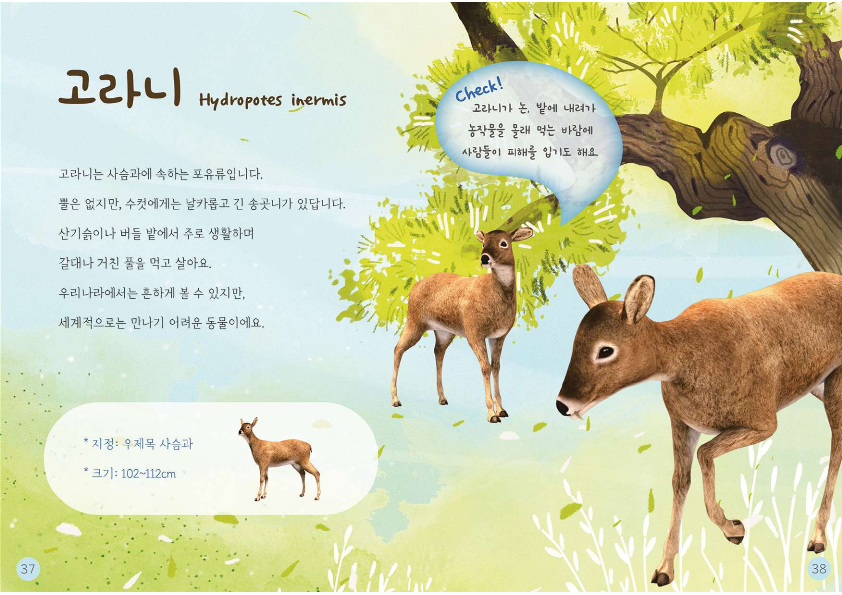 고라니 Hydropotes inermis
고라니는 사슴과에 속하는 포유류입니다.
뿔은 없지만, 수컷에게는 날카롭고 긴 송곳니가 있답니다.
산기슭이나 버들 밭에서 주로 생활하며
갈대나 거친 풀을 먹고 살아요.
우리나라에서는 흔하게 볼 수 있지만,
세계적으로는 만나기 어려운 동물이에요.
* 지정: 우제목 사슴과
* 크기: 102~112cm
37
Check!
고라니가 논, 밭에 내려가
농작물을 몰래 먹는 바람에
사람들이 피해를 입기도 해요
38